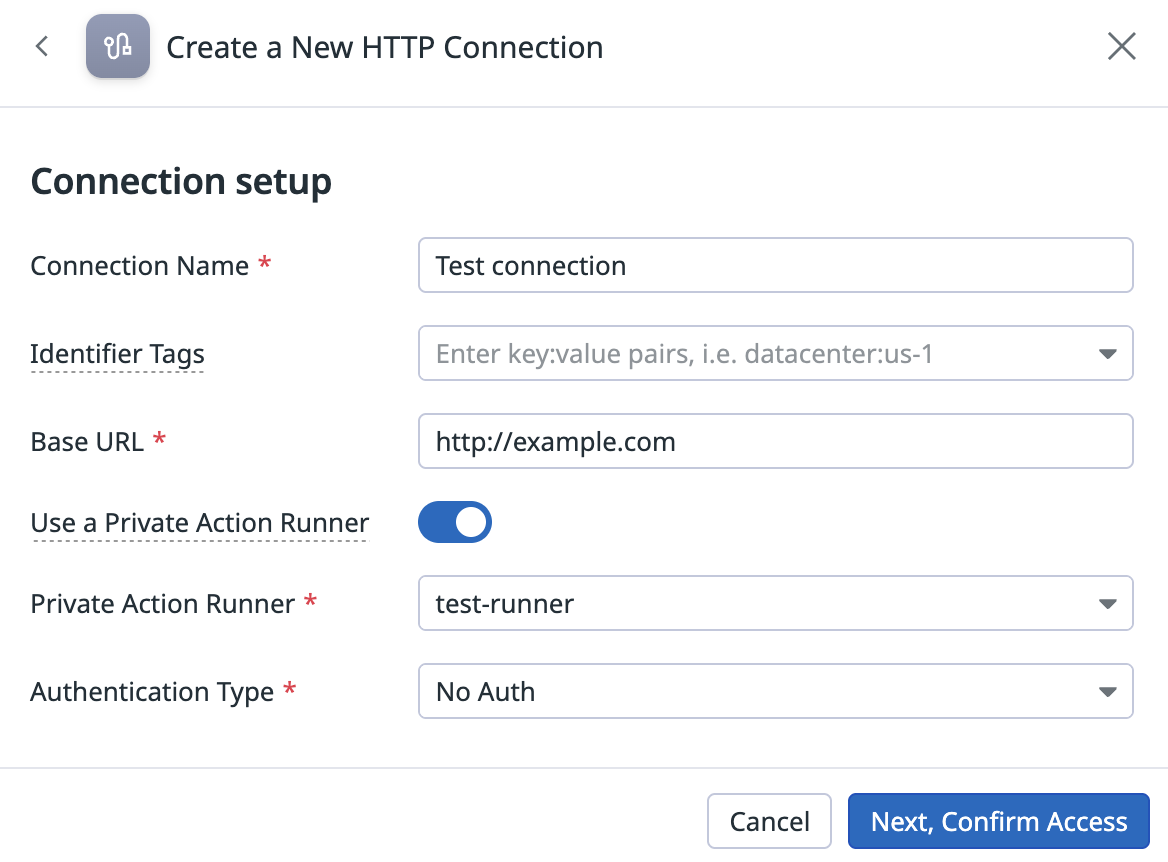 Create a New HTTP Connection
Connection setup
Connection Name *
Test connection
Identifier Tags
Enter key:value pairs, i.e. datacenter:us-1
Base URL *
http://example.com
Use a Private Action Runner
Private Action Runner *
test-runner
Authentication Type *
No Auth
Cancel
Next, Confirm Access